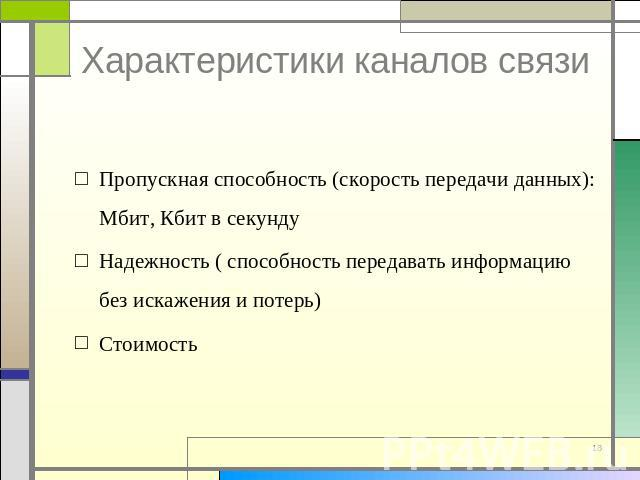 Характеристики каналов связи
Пропускная способность (скорость передачи данных):
Мбит, Кбит в секунду
Надежность ( способность передавать информацию
без искажения и потерь)
Стоимость
18
PPt4WEB.ru